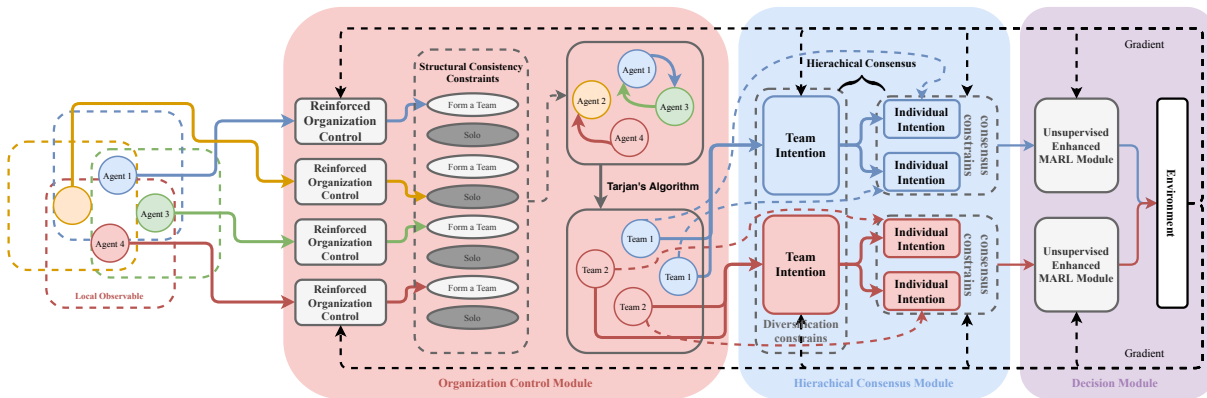 Agent 1
Agent 3
Agent 4
Local Observable
Reinforced
Organization
Control
Reinforced
Organization
Control
Reinforced
Organization
Control
Reinforced
Organization
Control
Structural Consistency
Constraints
Form a Team
Solo
Form a Team
Solo
Form a Team
Solo
Form a Team
Solo
Agent 1
Agent 2
Agent 3
Agent 4
Tarjan's Algorithm
Team 1
Team 2
Team 1
Team 2
Organization Control Module
Hierachical Consensus
Team
Intention
Team
Intention
Diversification constrains
Individual
Intention
Individual
Intention
consensus
constrains
Individual
Intention
Individual
Intention
consensus
constrains
Hierachical Consensus Module
Gradient
Unsupervised
Enhanced
MARL Module
Unsupervised
Enhanced
MARL Module
Environment
Gradient
Decision Module